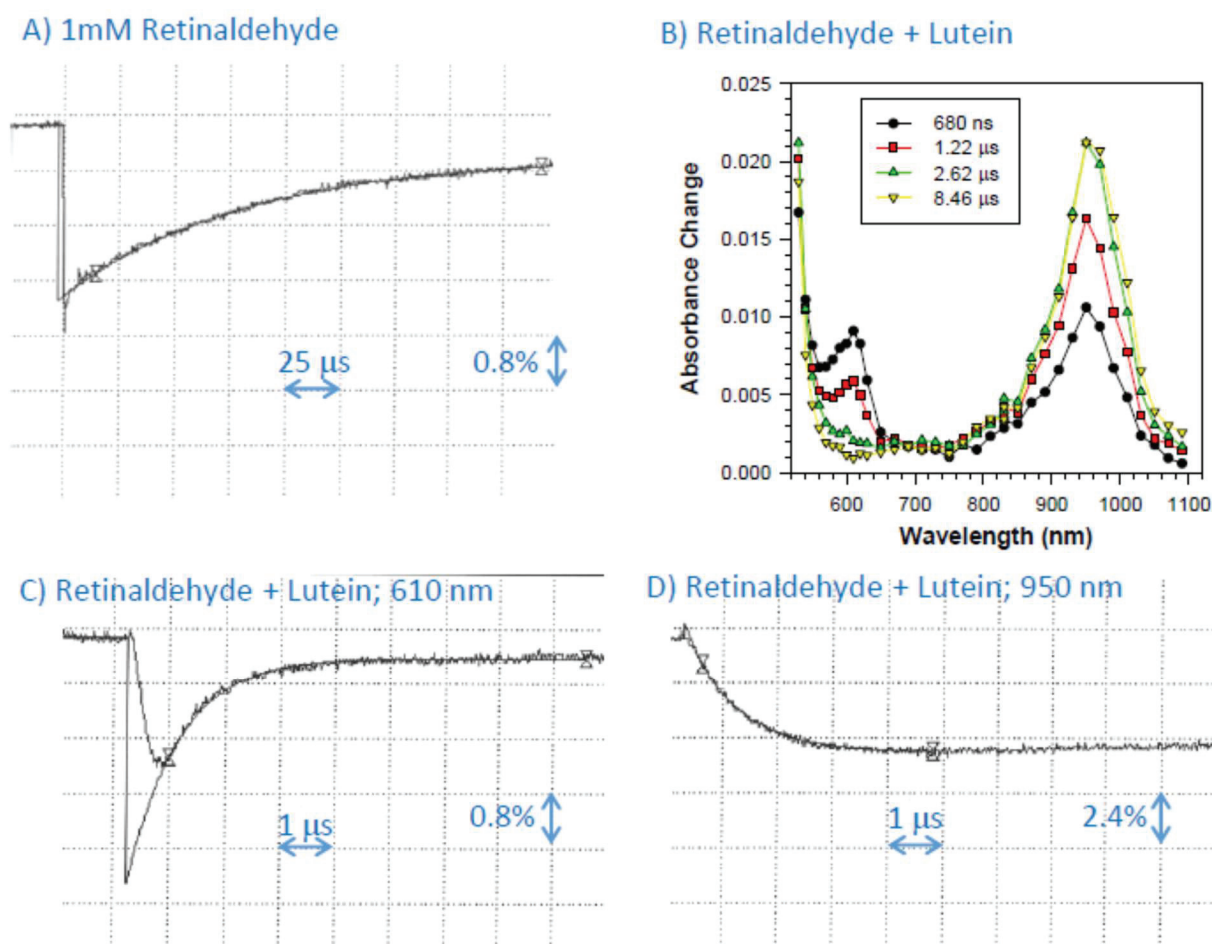 A) 1mM Retinaldehyde
25 μs
0.8%
B) Retinaldehyde + Lutein
0.025
0.020
0.015
0.010
0.005
0.000
Absorbance Change
680 ns
1.22 μs
2.62 μs
8.46 μs
600 700 800 900 1000 1100
Wavelength (nm)
C) Retinaldehyde + Lutein; 610 nm
1 μs
0.8%
D) Retinaldehyde + Lutein; 950 nm
1 μs
2.4%